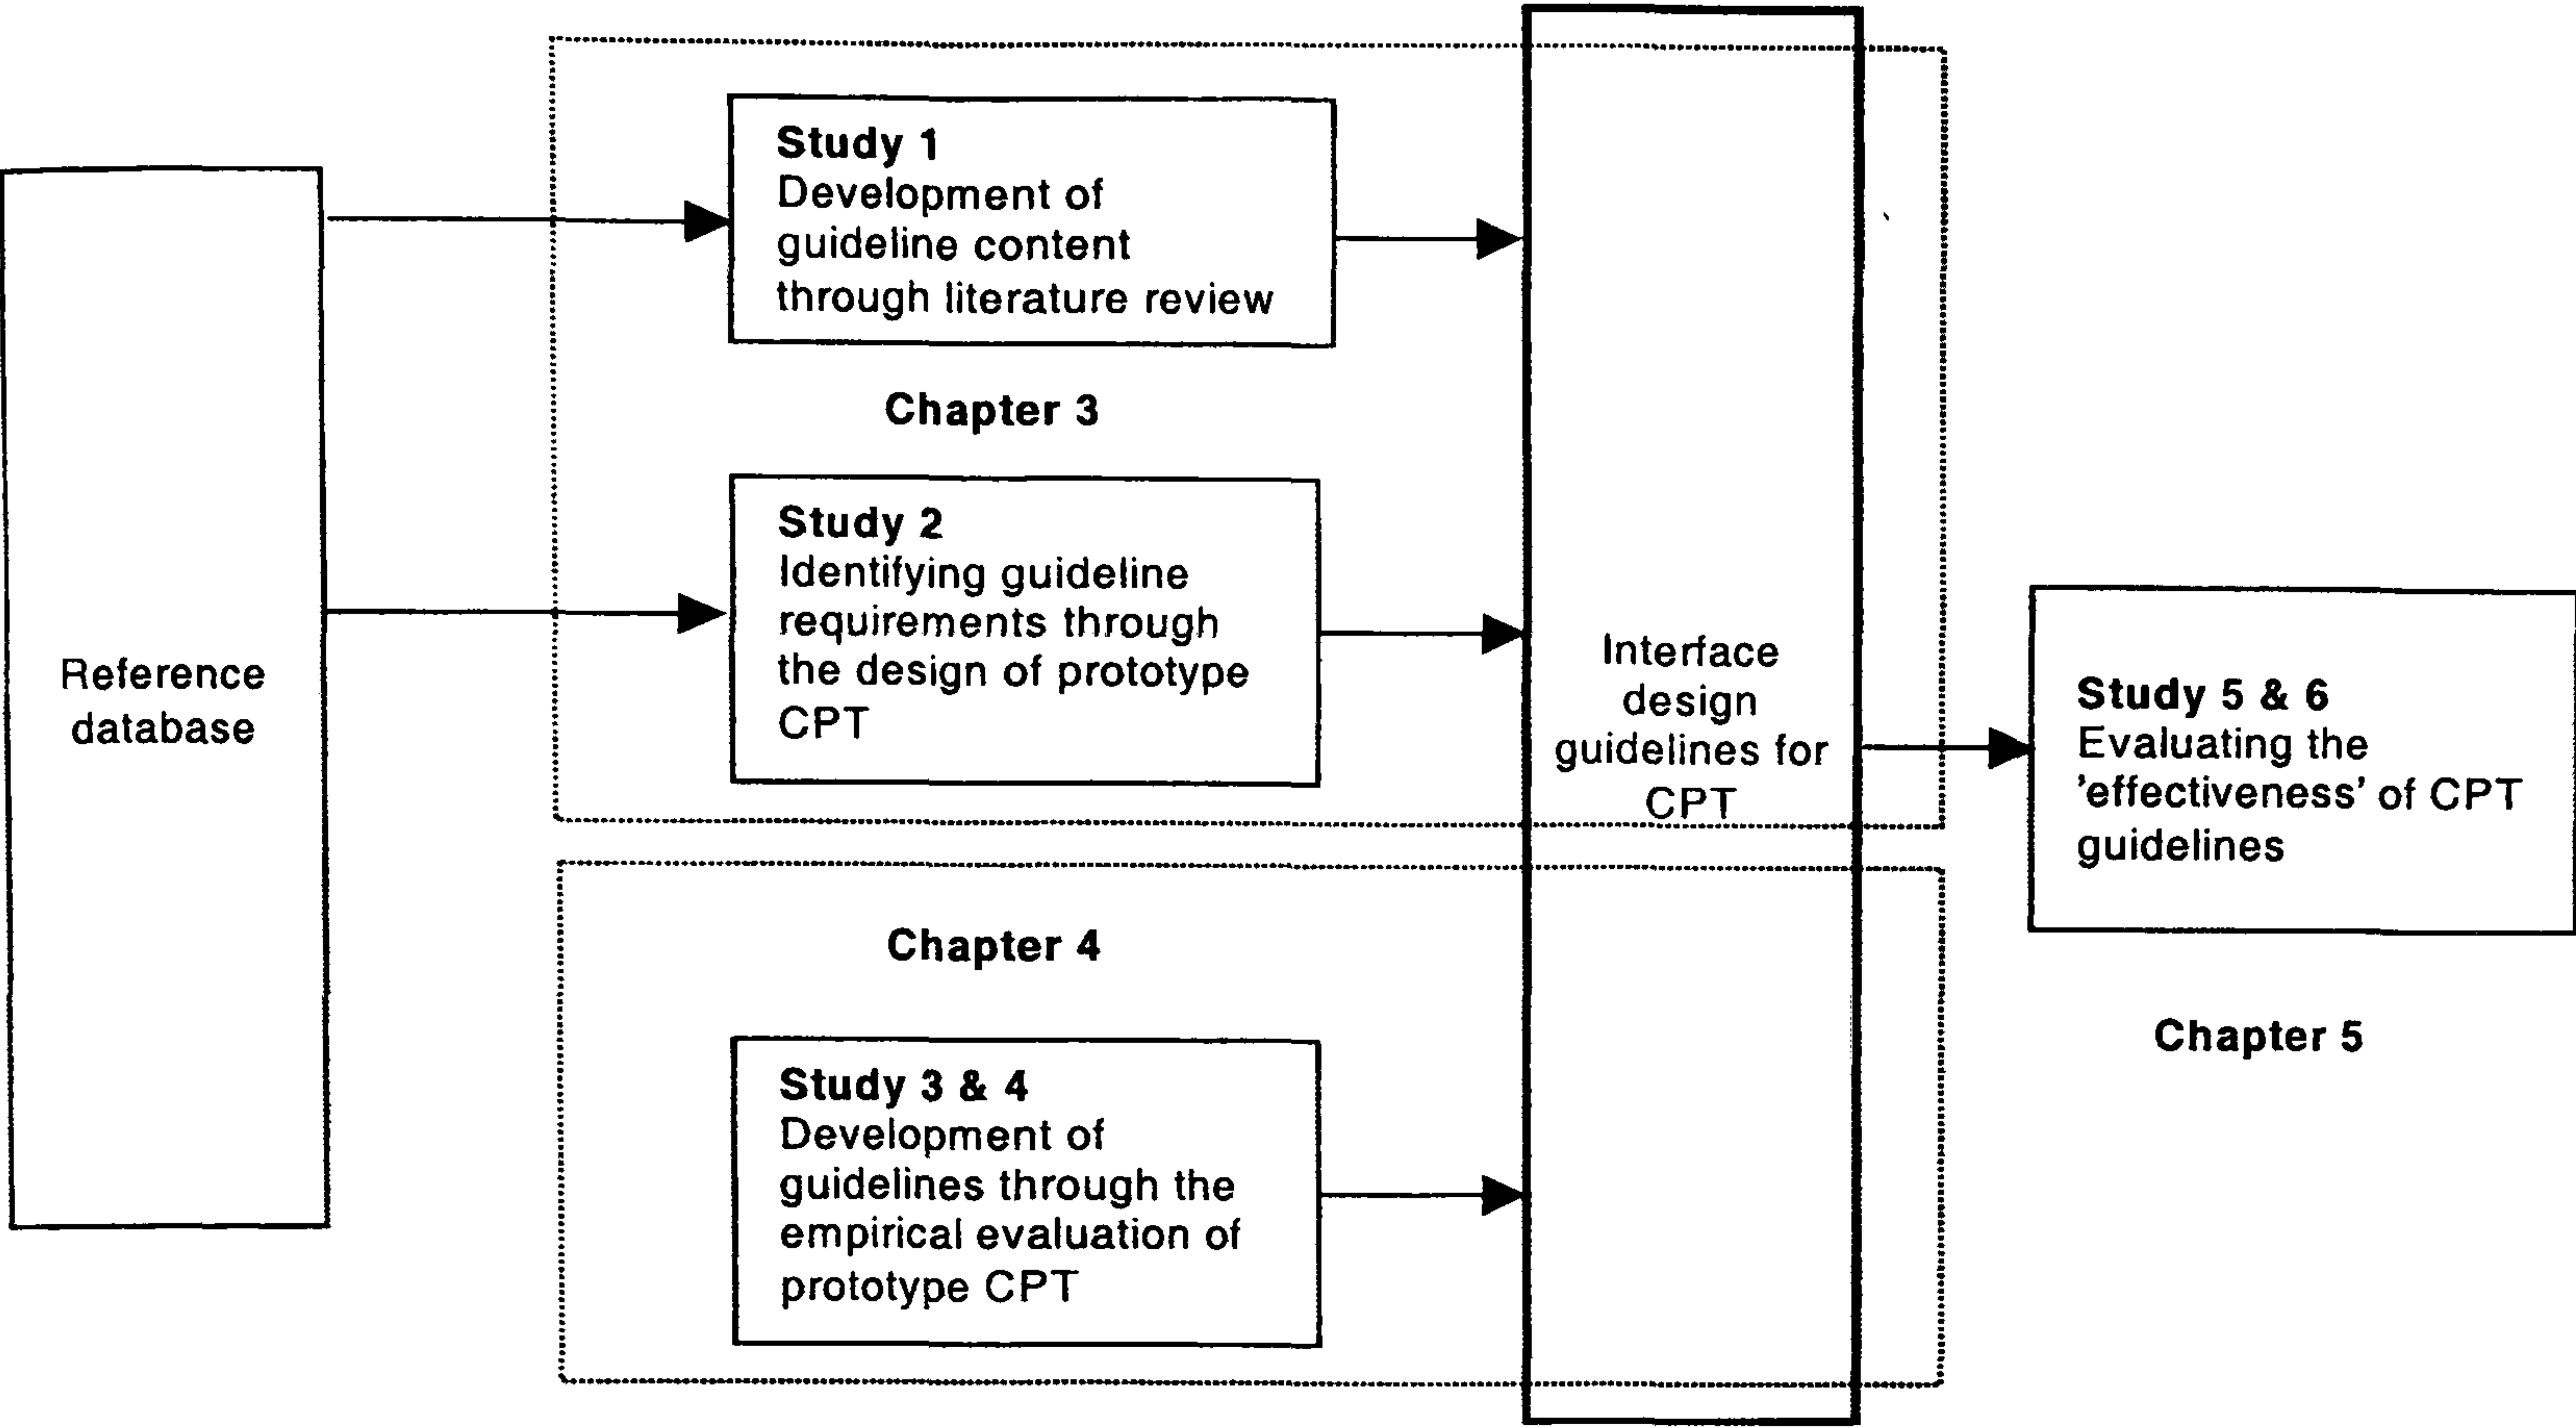 Reference
database
Study 1
Development of
guideline content
through literature review
Chapter 3
Study 2
Identifying guideline
requirements through
the design of prototype
CPT
Chapter 4
Study 3 & 4
Development of
guidelines through the
empirical evaluation of
prototype CPT
Interface
design
guidelines for
CPT
Study 5 & 6
Evaluating the
'effectiveness' of CPT
guidelines
Chapter 5